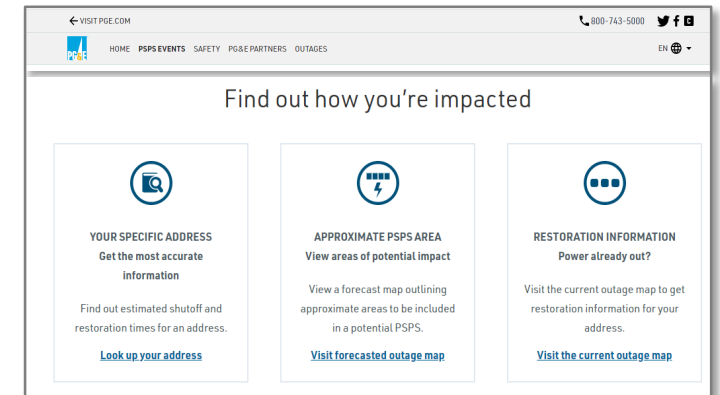 VISIT PGE.COM
800-743-5000
PG&E
HOME PSPS EVENTS SAFETY PG&E PARTNERS OUTAGES
EN
Find out how you're impacted
YOUR SPECIFIC ADDRESS
Get the most accurate
information
Find out estimated shutoff and
restoration times for an address.
Look up your address
APPROXIMATE PSPS AREA
View areas of potential impact
View a forecast map outlining
approximate areas to be included
in a potential PSPS.
Visit forecasted outage map
RESTORATION INFORMATION
Power already out?
Visit the current outage map to get
restoration information for your
address.
Visit the current outage map